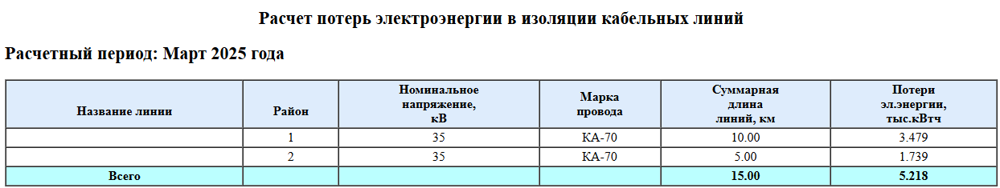 Расчет потерь электроэнергии в изоляции кабельных линий
Расчетный период: Март 2025 года
Название линии Район Номинальное напряжение, кВ Марка провода Суммарная длина линий, км Потери эл.энергии, тыс.кВтч
1 35 КА-70 10.00 3.479
2 35 КА-70 5.00 1.739
Всего 15.00 5.218